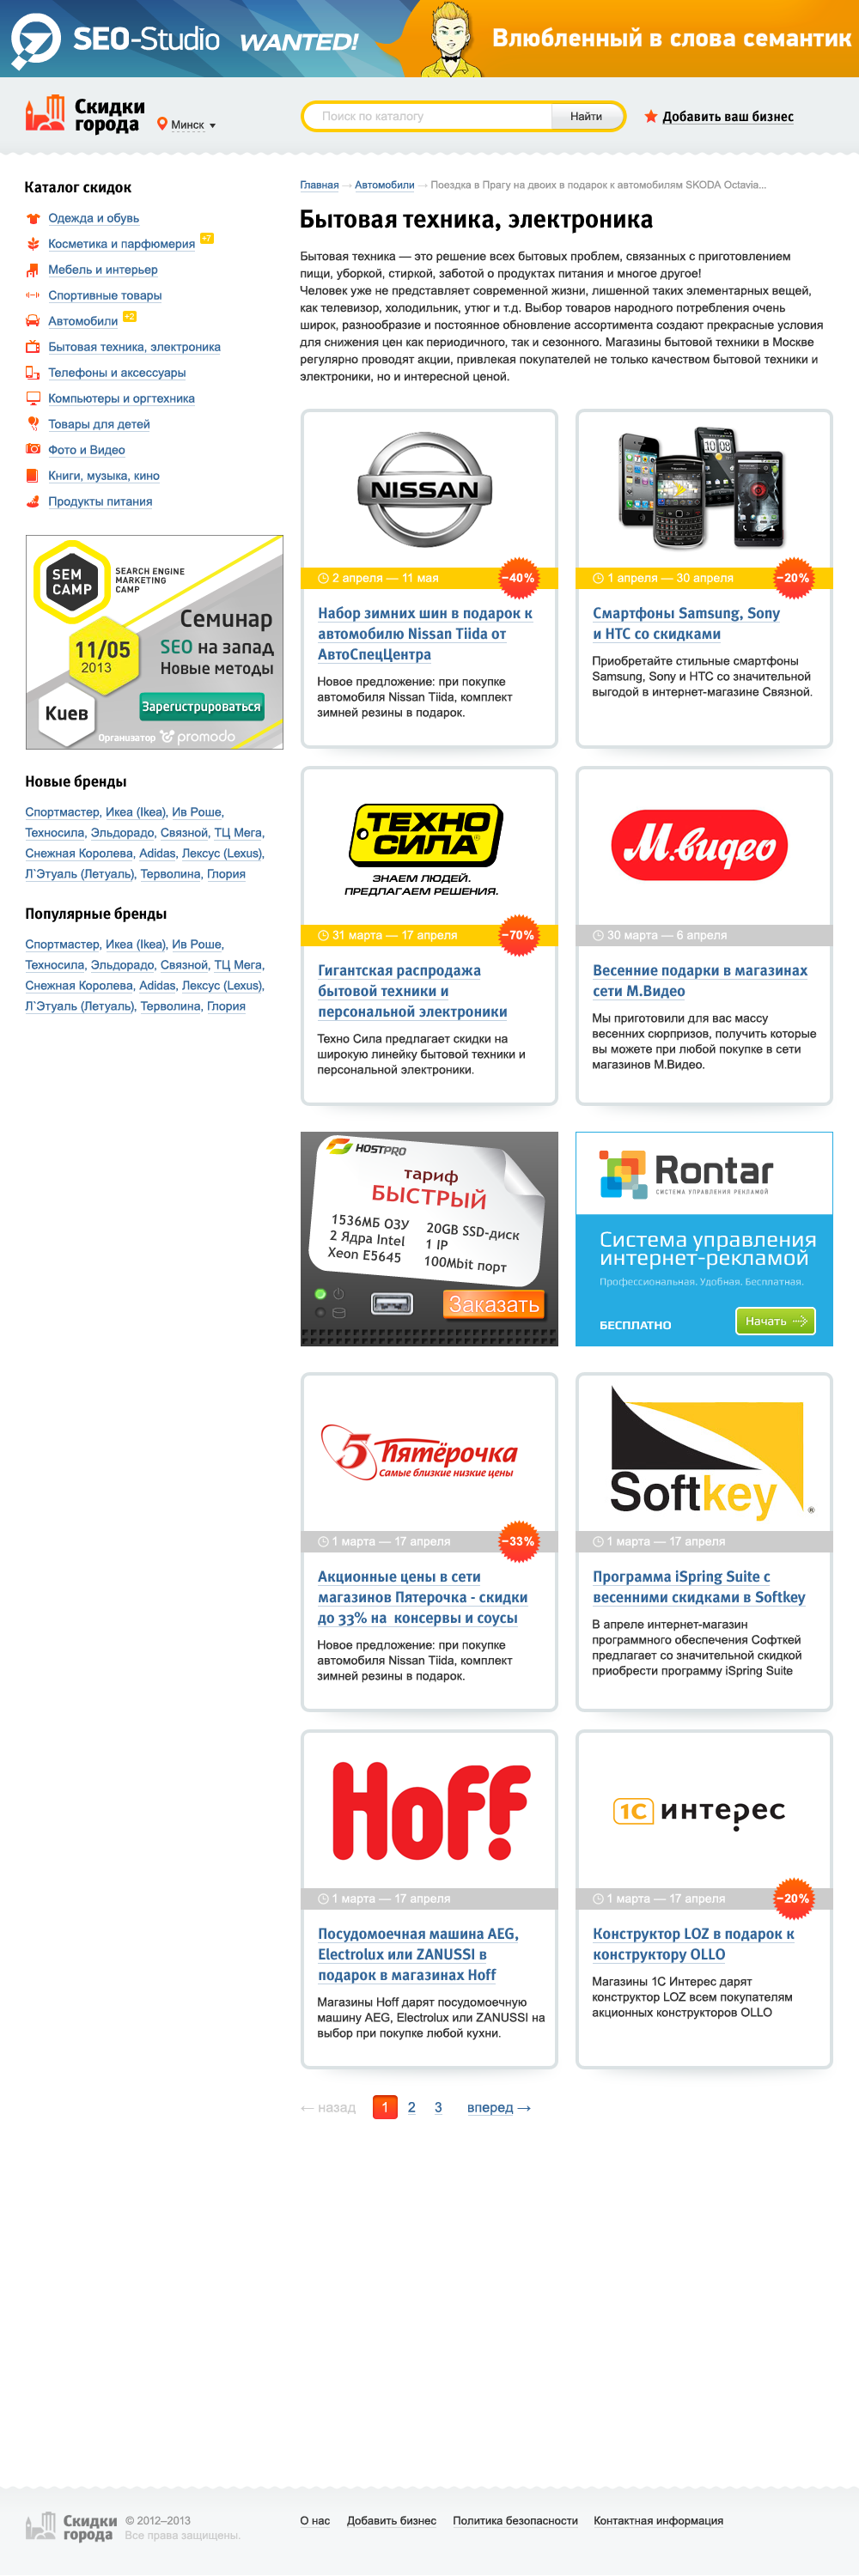 SEO-Studio WANTED! Влюбленный в слова семантик
Скидки города
Минск
Поиск по каталогу
Найти
Добавить ваш бизнес
Каталог скидок
Одежда и обувь
Косметика и парфюмерия +7
Мебель и интерьер
Спортивные товары
Автомобили +2
Бытовая техника, электроника
Телефоны и аксессуары
Компьютеры и оргтехника
Товары для детей
Фото и Видео
Книги, музыка, кино
Продукты питания
SEM CAMP
SEARCH ENGINE
MARKETING
CAMP
Семинар
SEO на запад
Новые методы
11/05
2013
Киев
Зарегистрироваться
Организатор promodo
Новые бренды
Спортмастер, Икеа (Ikea), Ив Роше,
Техносила, Эльдорадо, Связной, ТЦ Мега,
Снежная Королева, Adidas, Лексус (Lexus),
Л`Этуаль (Летуаль), Терволина, Глория
Популярные бренды
Спортмастер, Икеа (Ikea), Ив Роше,
Техносила, Эльдорадо, Связной, ТЦ Мега,
Снежная Королева, Adidas, Лексус (Lexus),
Л`Этуаль (Летуаль), Терволина, Глория
Главная → Автомобили → Поездка в Прагу на двоих в подарок к автомобилям SKODA Octavia...
Бытовая техника, электроника
Бытовая техника — это решение всех бытовых проблем, связанных с приготовлением
пищи, уборкой, стиркой, заботой о продуктах питания и многое другое!
Человек уже не представляет современной жизни, лишенной таких элементарных вещей,
как телевизор, холодильник, утюг и т.д. Выбор товаров народного потребления очень
широк, разнообразие и постоянное обновление ассортимента создают прекрасные условия
для снижения цен как периодичного, так и сезонного. Магазины бытовой техники в Москве
регулярно проводят акции, привлекая покупателей не только качеством бытовой техники и
электроники, но и интересной ценой.
NISSAN
2 апреля — 11 мая
–40%
Набор зимних шин в подарок к
автомобилю Nissan Tiida от
АвтоСпецЦентра
Новое предложение: при покупке
автомобиля Nissan Tiida, комплект
зимней резины в подарок.
1 апреля — 30 апреля
–20%
Смартфоны Samsung, Sony
и HTC со скидками
Приобретайте стильные смартфоны
Samsung, Sony и HTC со значительной
выгодой в интернет-магазине Связной.
ТЕХНО
СИЛА
ЗНАЕМ ЛЮДЕЙ.
ПРЕДЛАГАЕМ РЕШЕНИЯ.
31 марта — 17 апреля
–70%
Гигантская распродажа
бытовой техники и
персональной электроники
Техно Сила предлагает скидки на
широкую линейку бытовой техники и
персональной электроники.
М.видео
30 марта — 6 апреля
Весенние подарки в магазинах
сети М.Видео
Мы приготовили для вас массу
весенних сюрпризов, получить которые
вы можете при любой покупке в сети
магазинов М.Видео.
HOSTPRO
тариф
БЫСТРЫЙ
1536МБ ОЗУ
2 Ядра Intel
Xeon E5645
20GB SSD-диск
1 IP
100Mbit порт
Заказать
Rontar
СИСТЕМА УПРАВЛЕНИЯ РЕКЛАМОЙ
Система управления
интернет-рекламой
Профессиональная. Удобная. Бесплатная.
БЕСПЛАТНО
Начать
5 Пятёрочка
Самые близкие низкие цены
1 марта — 17 апреля
–33%
Акционные цены в сети
магазинов Пятерочка - скидки
до 33% на консервы и соусы
Новое предложение: при покупке
автомобиля Nissan Tiida, комплект
зимней резины в подарок.
Softkey ®
1 марта — 17 апреля
Программа iSpring Suite с
весенними скидками в Softkey
В апреле интернет-магазин
программного обеспечения Софткей
предлагает со значительной скидкой
приобрести программу iSpring Suite
Hoff
1 марта — 17 апреля
Посудомоечная машина AEG,
Electrolux или ZANUSSI в
подарок в магазинах Hoff
Магазины Hoff дарят посудомоечную
машину AEG, Electrolux или ZANUSSI на
выбор при покупке любой кухни.
1С интерес
1 марта — 17 апреля
–20%
Конструктор LOZ в подарок к
конструктору OLLO
Магазины 1С Интерес дарят
конструктор LOZ всем покупателям
акционных конструкторов OLLO
← назад 1 2 3 вперед →
Скидки города
© 2012–2013
Все права защищены.
О нас Добавить бизнес Политика безопасности Контактная информация